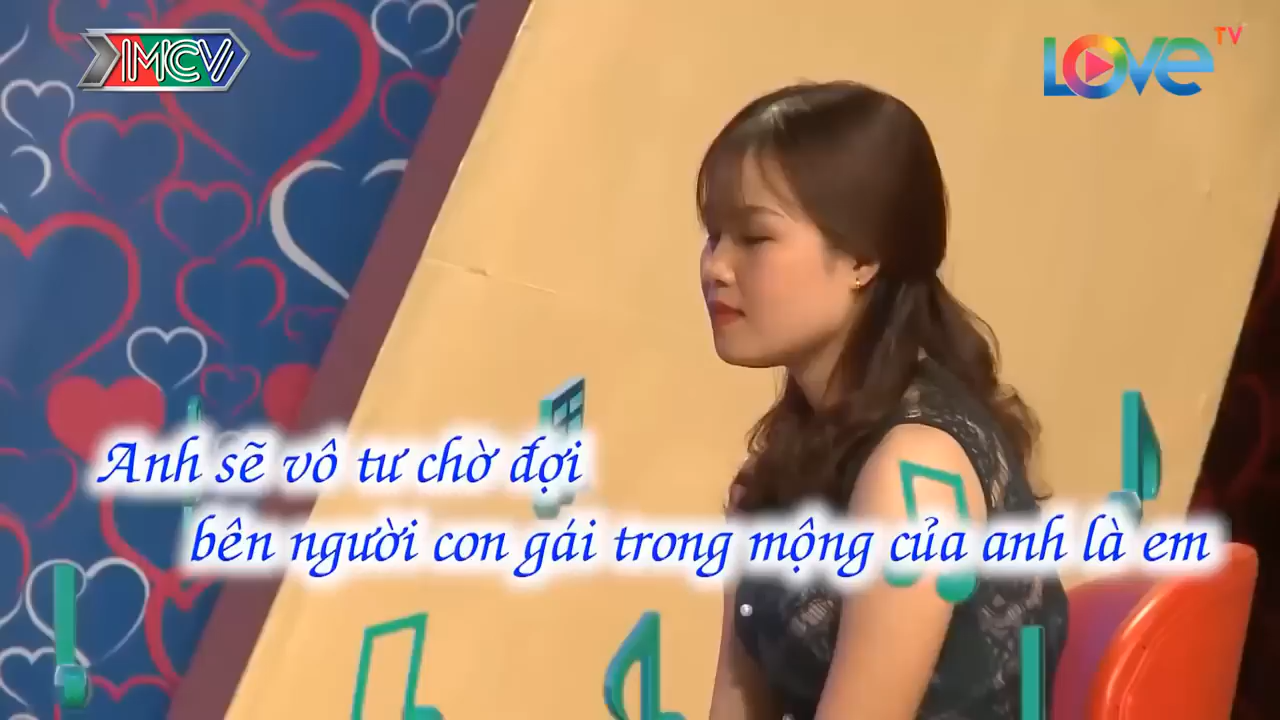 MCV
LOVE TV
Anh sẽ vô tư chờ đợi
bên người con gái trong mộng của anh là em